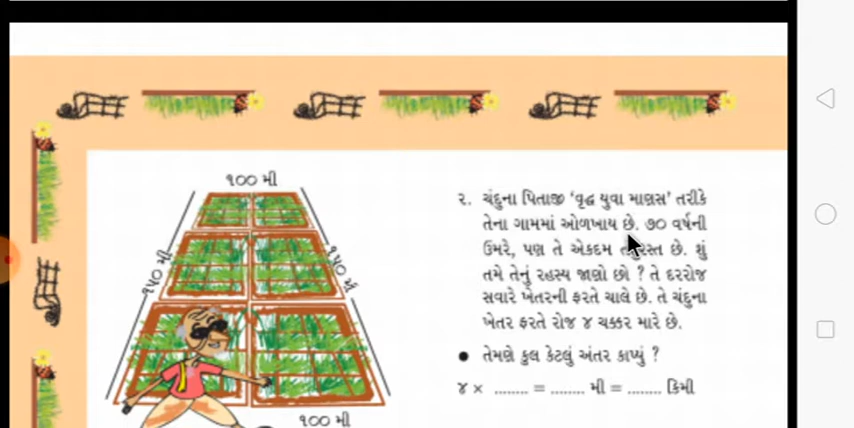 ૧૦૦ મી
૧૫૦ મી
૧૫૦ મી
૧૦૦ મી
૨. ચંદુના પિતાજી ‘વૃદ્ધ યુવા માણસ’ તરીકે
તેના ગામમાં ઓળખાય છે. ૭૦ વર્ષની
ઉંમરે, પણ તે એકદમ તંદુરસ્ત છે. શું
તમે તેનું રહસ્ય જાણો છો ? તે દરરોજ
સવારે ખેતરની ફરતે ચાલે છે. તે ચંદુના
ખેતર ફરતે રોજ ૪ ચક્કર મારે છે.
● તેમણે કુલ કેટલું અંતર કાપ્યું ?
૪ × ........ = ........ મી = ........ કિમી